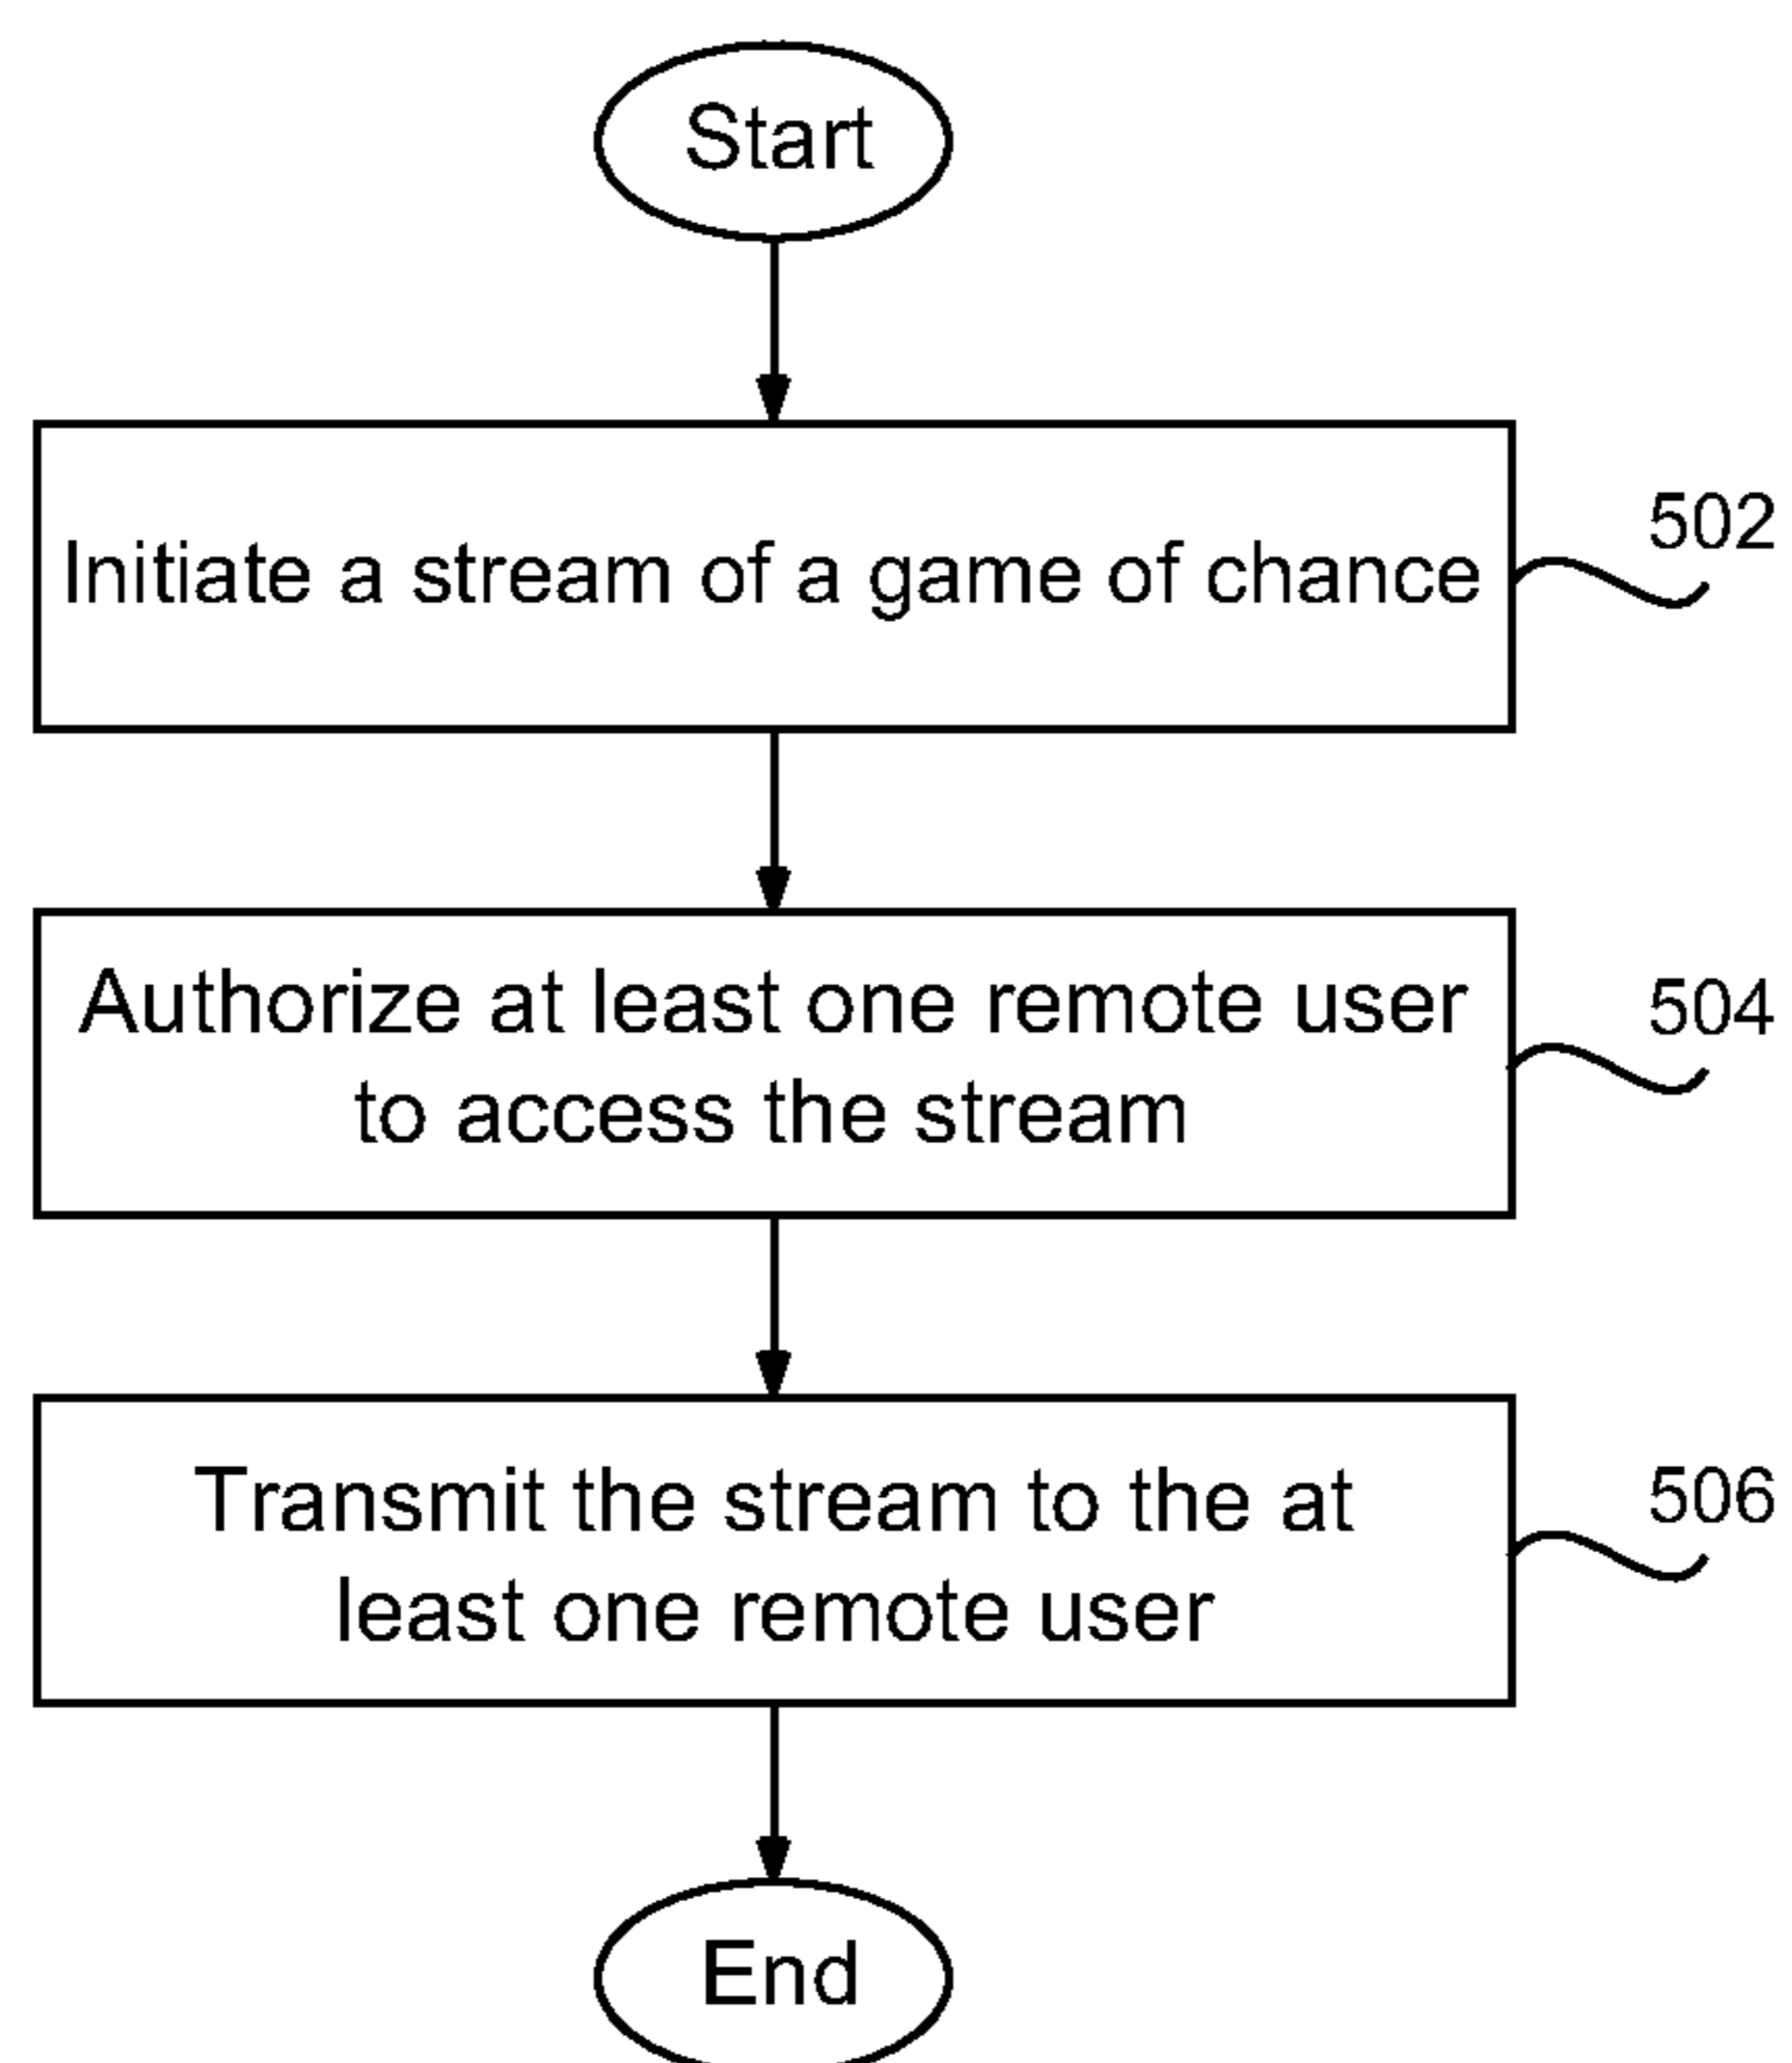 Start
Initiate a stream of a game of chance
502
Authorize at least one remote user
to access the stream
504
Transmit the stream to the at
least one remote user
506
End